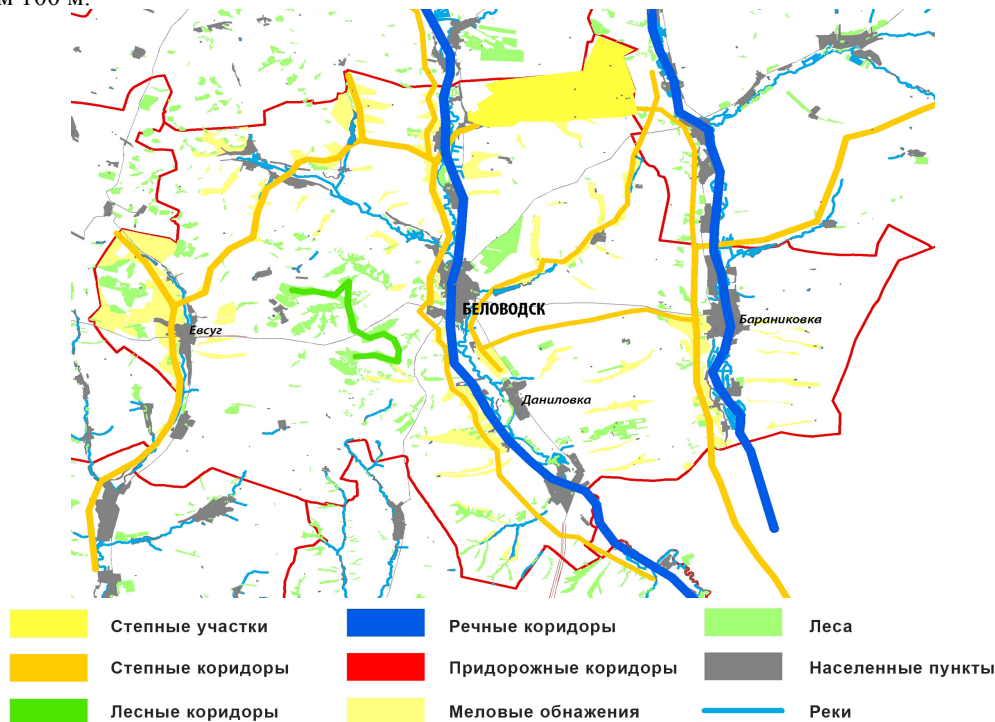 м 100 м.
БЕЛОВОДСК
Бараниковка
Евсуг
Даниловка
Степные участки
Речные коридоры
Леса
Степные коридоры
Придорожные коридоры
Населенные пункты
Лесные коридоры
Меловые обнажения
Реки